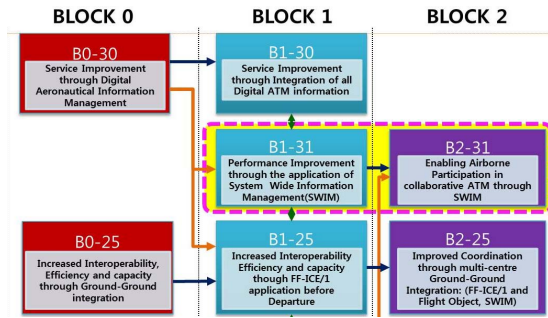 BLOCK 0
BLOCK 1
BLOCK 2
B0-30
Service Improvement
through Digital
Aeronautical Information
Management
B1-30
Service Improvement
through Integration of all
Digital ATM information
B1-31
Performance Improvement
through the application of
System Wide Information
Management(SWIM)
B2-31
Enabling Airborne
Participation in
collaborative ATM through
SWIM
B0-25
Increased Interoperability,
Efficiency and capacity
though Ground-Ground
integration
B1-25
Increased Interoperability
Efficiency and capacity
though FF-ICE/1
application before
Departure
B2-25
Improved Coordination
through multi-centre
Ground-Ground
Integration: (FF-ICE/1 and
Flight Object, SWIM)